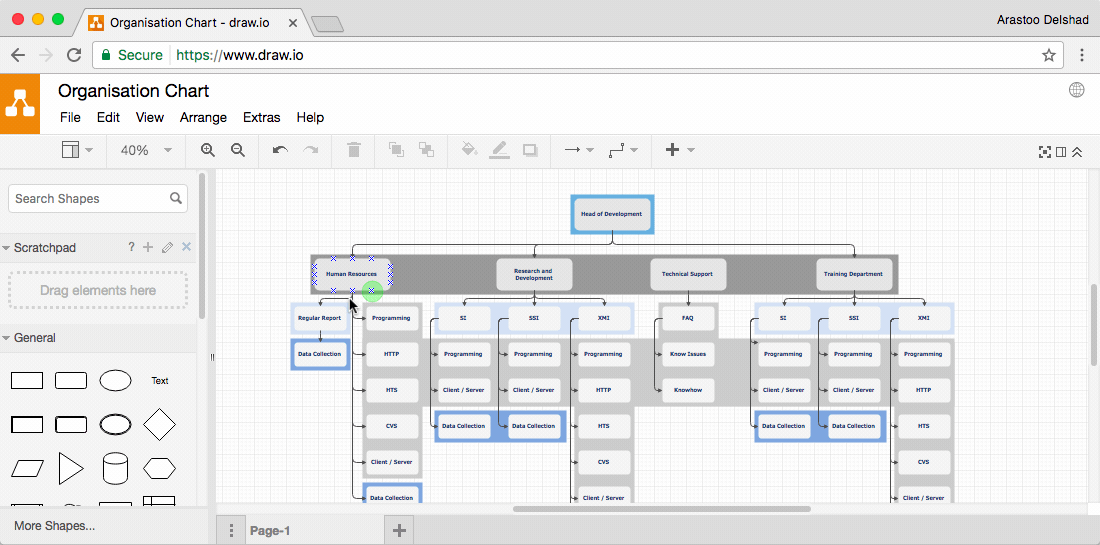 Organisation Chart - draw.io
Arastoo Delshad
Secure https://www.draw.io
Organisation Chart
File Edit View Arrange Extras Help
40%
Search Shapes
Scratchpad ?
Drag elements here
General
Text
More Shapes...
Head of Development
Human Resources
Research and
Development
Technical Support
Training Department
Regular Report Programming SI SSI XMI FAQ SI SSI XMI
Data Collection HTTP Programming Programming Programming Know Issues Programming Programming Programming
HTS Client / Server Client / Server HTTP Knowhow Client / Server Client / Server HTTP
CVS Data Collection Data Collection HTS Data Collection Data Collection HTS
Client / Server CVS CVS
Data Collection Client / Server Client / Server
Page-1